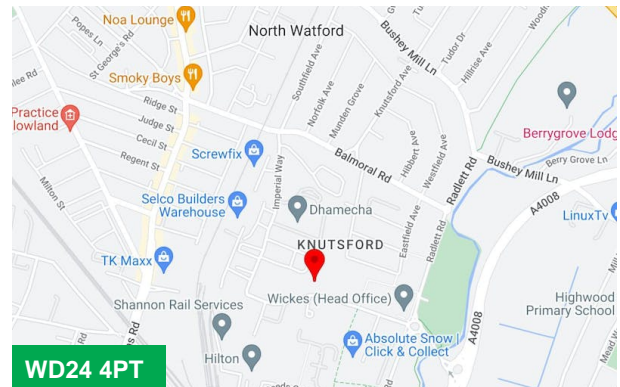 Noa Lounge
Popes Ln
St George's Rd
North Watford
Bushey Mill Ln
Tudor Dr
Hillrise Ave
Smoky Boys
Southfield Ave
Norfolk Ave
Munden Grove
Knutsford Ave
Practice
lowland
Ridge St
Judge St
Cecil St
Regent St
Milton St
Screwfix
Imperial Way
Balmoral Rd
Hibbert Ave
Westfield Ave
Radlett Rd
Berrygrove Lodge
Bushey Mill Ln
Berry Grove Ln
A4008
LinuxTv
Selco Builders
Warehouse
Dhamecha
KNUTSFORD
Eastfield Ave
Radlett Rd
TK Maxx
Shannon Rail Services
Wickes (Head Office)
Highwood
Primary School
A4008
Absolute Snow |
Click & Collect
Hilton
WD24 4PT